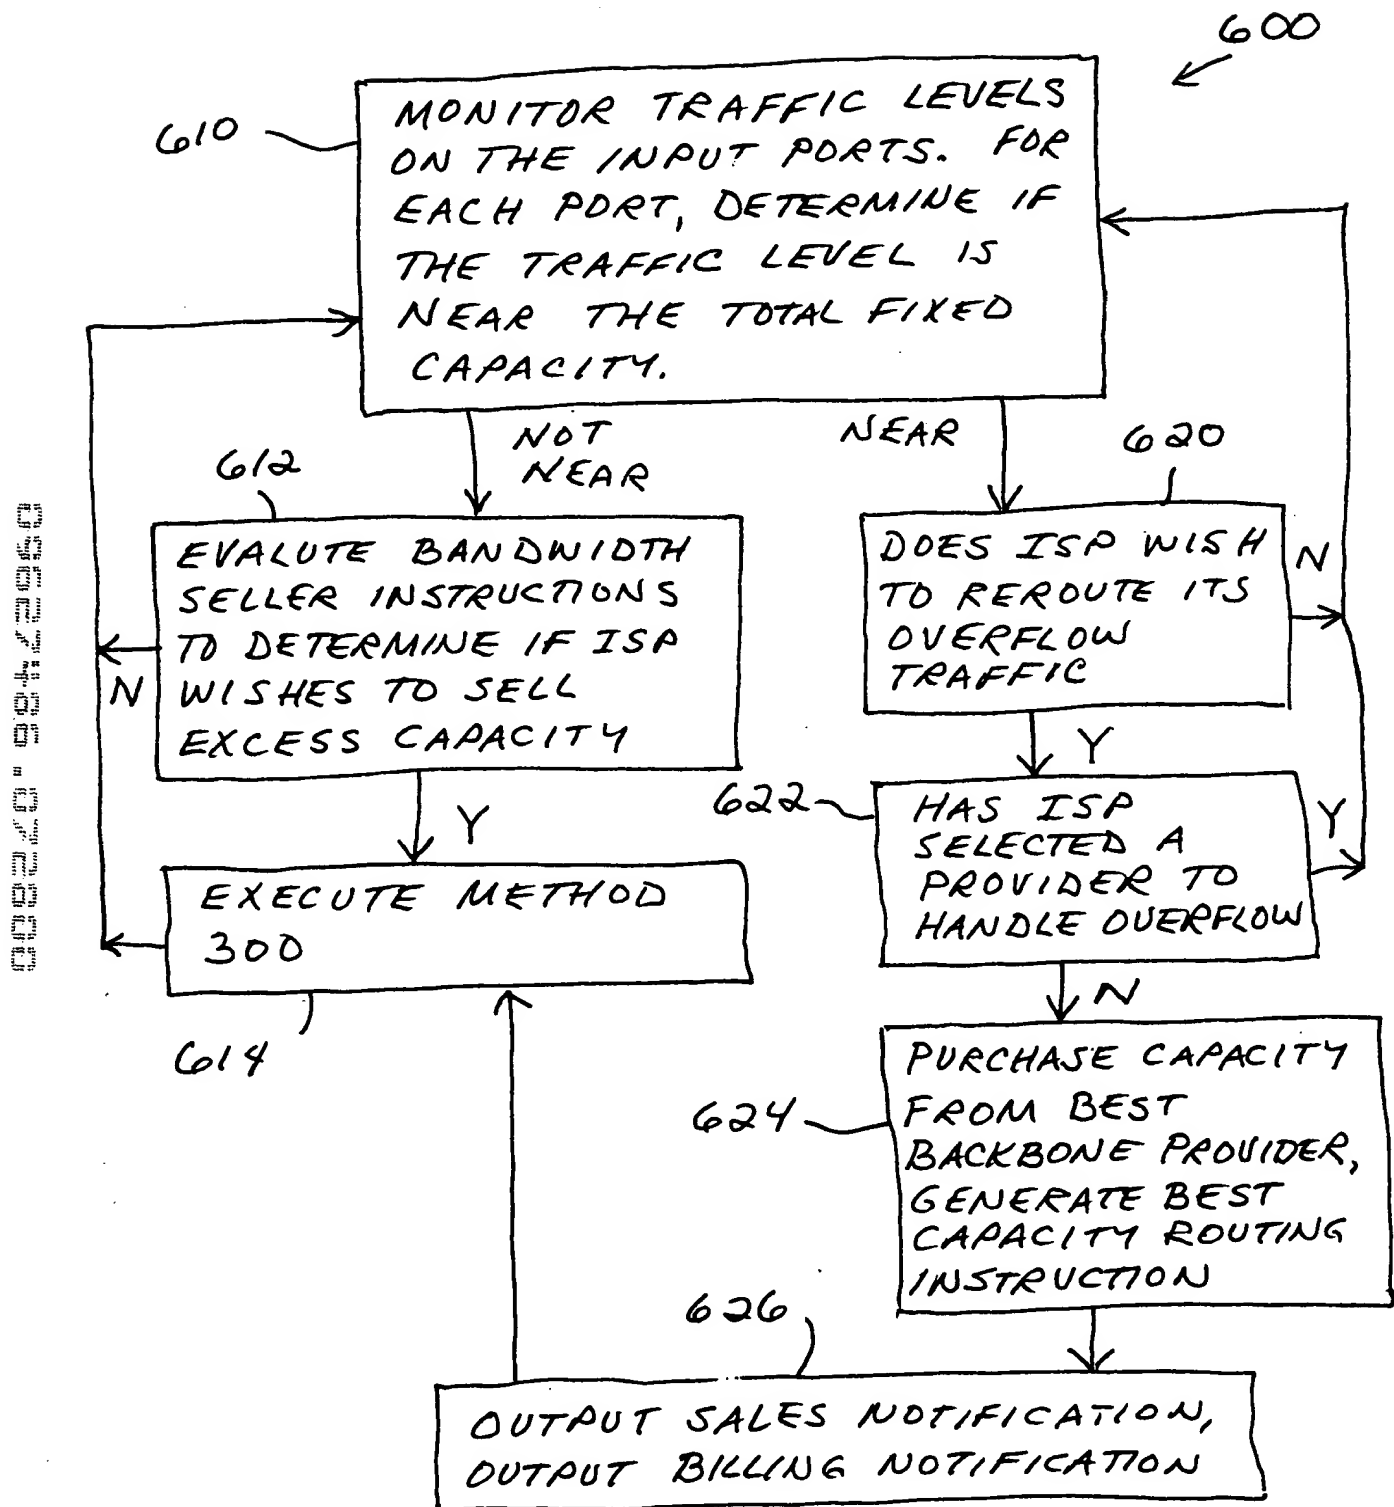 600
610
MONITOR TRAFFIC LEVELS
ON THE INPUT PORTS. FOR
EACH PORT, DETERMINE IF
THE TRAFFIC LEVEL IS
NEAR THE TOTAL FIXED
CAPACITY.
NOT
NEAR
NEAR
612
620
EVALUTE BANDWIDTH
SELLER INSTRUCTIONS
TO DETERMINE IF ISP
WISHES TO SELL
EXCESS CAPACITY
N
Y
DOES ISP WISH
TO REROUTE ITS
OVERFLOW
TRAFFIC
N
Y
622
HAS ISP
SELECTED A
PROVIDER TO
HANDLE OVERFLOW
Y
N
EXECUTE METHOD
300
614
624
PURCHASE CAPACITY
FROM BEST
BACKBONE PROVIDER,
GENERATE BEST
CAPACITY ROUTING
INSTRUCTION
626
OUTPUT SALES NOTIFICATION,
OUTPUT BILLING NOTIFICATION